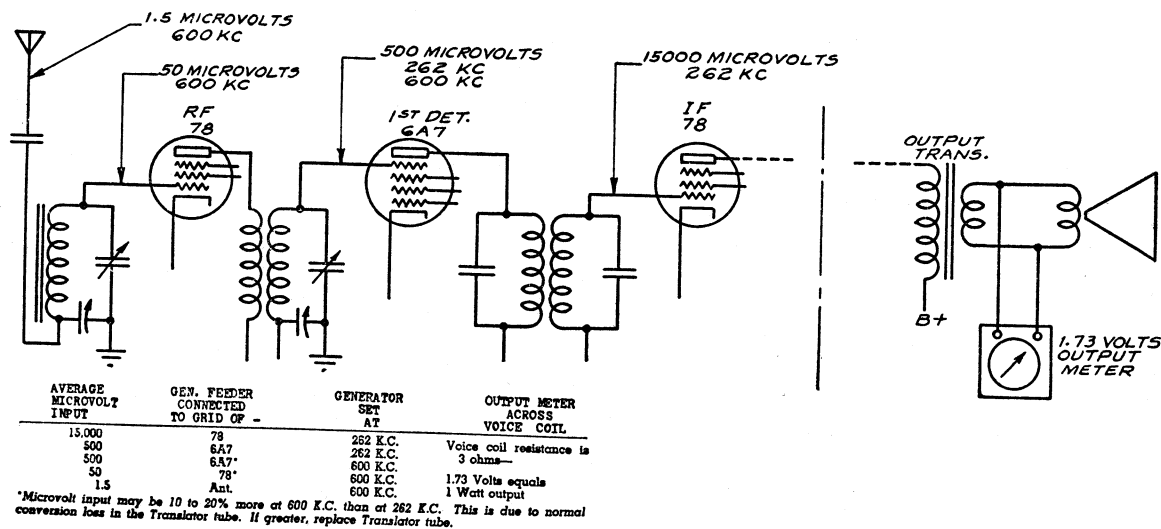 1.5 MICROVOLTS
600 KC
50 MICROVOLTS
600 KC
500 MICROVOLTS
262 KC
600 KC
15000 MICROVOLTS
262 KC
RF
78
1ST DET.
6A7
IF
78
OUTPUT
TRANS.
B+
1.73 VOLTS
OUTPUT
METER
AVERAGE
MICROVOLT
INPUT
GEN. FEEDER
CONNECTED
TO GRID OF -
GENERATOR
SET
AT
OUTPUT METER
ACROSS
VOICE COIL
15,000 78 262 K.C. Voice coil resistance is
500 6A7 262 K.C. 3 ohms—
500 6A7* 600 K.C.
50 78* 600 K.C. 1.73 Volts equals
1.5 Ant. 600 K.C. 1 Watt output
*Microvolt input may be 10 to 20% more at 600 K.C. than at 262 K.C. This is due to normal
conversion loss in the Translator tube. If greater, replace Translator tube.